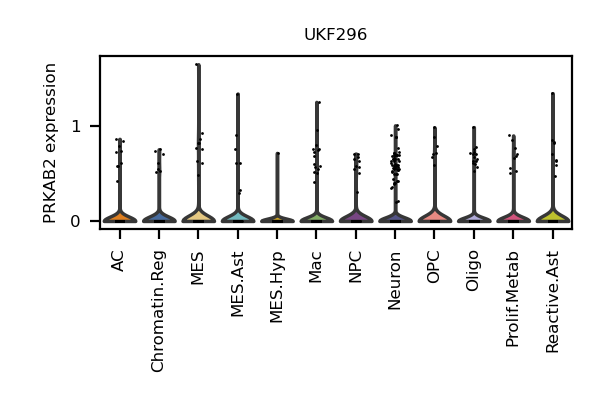 UKF296
PRKAB2 expression
1
0
AC
Chromatin.Reg
MES
MES.Ast
MES.Hyp
Mac
NPC
Neuron
OPC
Oligo
Prolif.Metab
Reactive.Ast